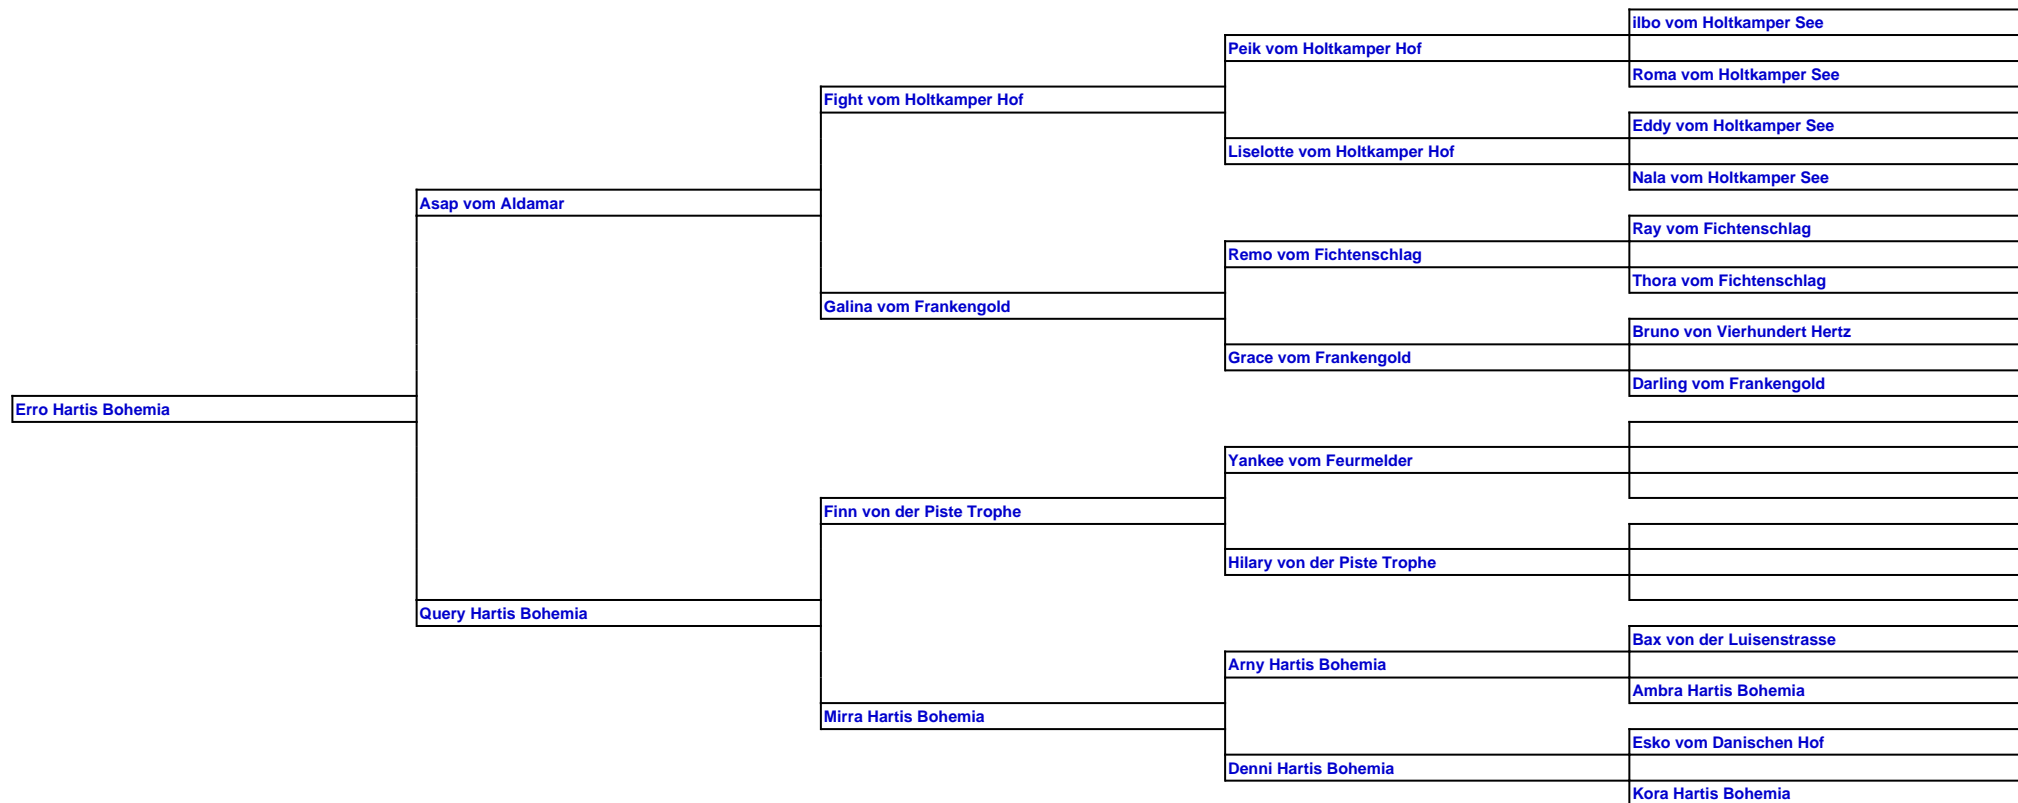 ilbo vom Holtkamper See
Peik vom Holtkamper Hof
Roma vom Holtkamper See
Fight vom Holtkamper Hof
Eddy vom Holtkamper See
Liselotte vom Holtkamper Hof
Nala vom Holtkamper See
Asap vom Aldamar
Ray vom Fichtenschlag
Remo vom Fichtenschlag
Thora vom Fichtenschlag
Galina vom Frankengold
Bruno von Vierhundert Hertz
Grace vom Frankengold
Darling vom Frankengold
Erro Hartis Bohemia
Yankee vom Feurmelder
Finn von der Piste Trophe
Hilary von der Piste Trophe
Query Hartis Bohemia
Bax von der Luisenstrasse
Arny Hartis Bohemia
Ambra Hartis Bohemia
Mirra Hartis Bohemia
Esko vom Danischen Hof
Denni Hartis Bohemia
Kora Hartis Bohemia